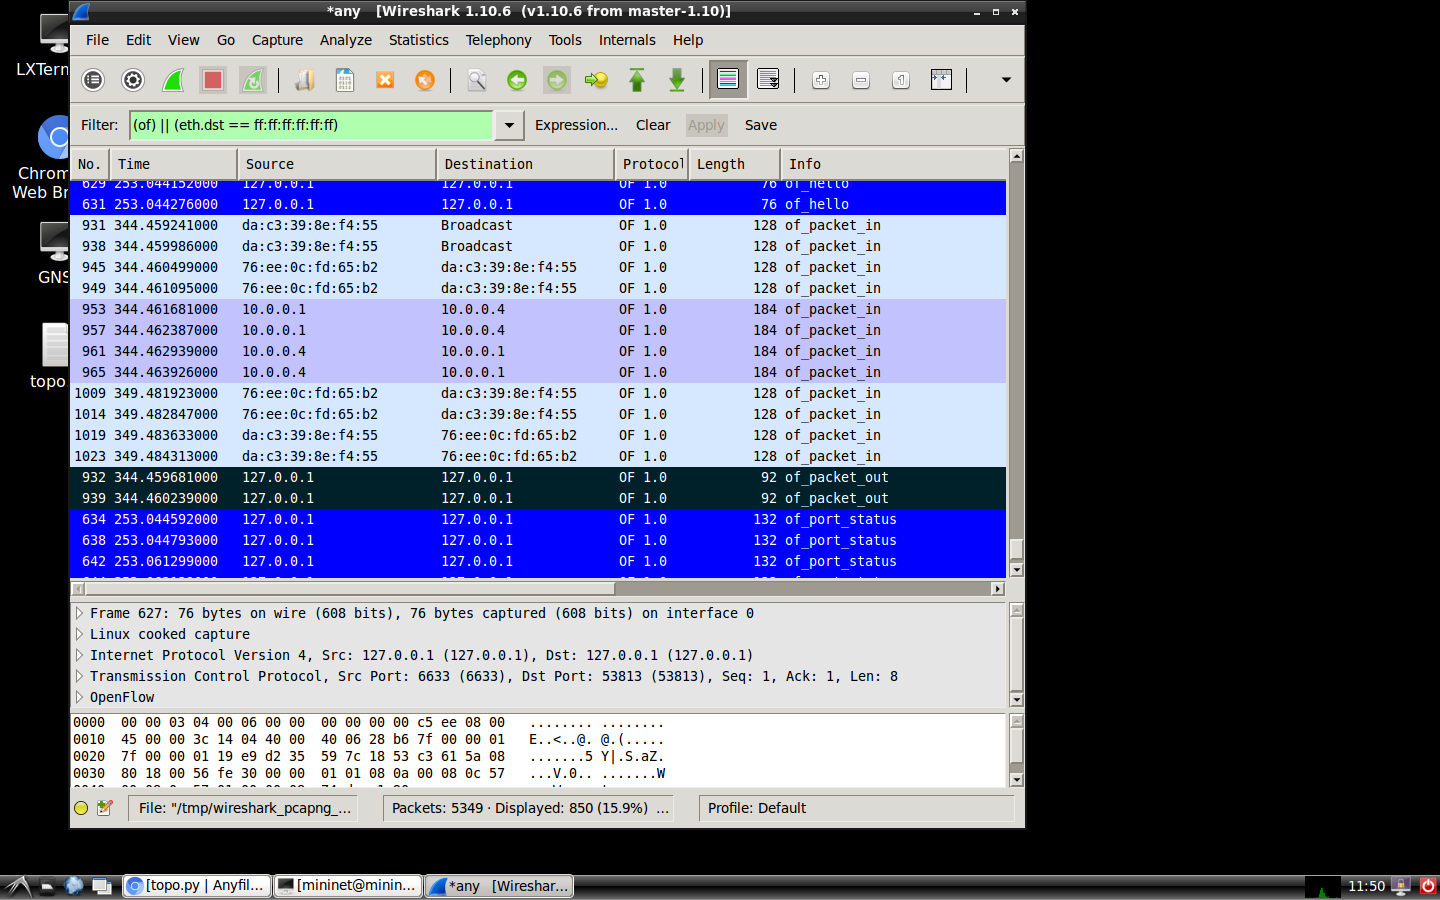 *any   [Wireshark 1.10.6  (v1.10.6 from master-1.10)]
File Edit View Go Capture Analyze Statistics Telephony Tools Internals Help
Filter: (of) || (eth.dst == ff:ff:ff:ff:ff:ff) Expression... Clear Apply Save
No. Time Source Destination Protocol Length Info
629 253.044152000 127.0.0.1 127.0.0.1 OF 1.0 76 of_hello
631 253.044276000 127.0.0.1 127.0.0.1 OF 1.0 76 of_hello
931 344.459241000 da:c3:39:8e:f4:55 Broadcast OF 1.0 128 of_packet_in
938 344.459986000 da:c3:39:8e:f4:55 Broadcast OF 1.0 128 of_packet_in
945 344.460499000 76:ee:0c:fd:65:b2 da:c3:39:8e:f4:55 OF 1.0 128 of_packet_in
949 344.461095000 76:ee:0c:fd:65:b2 da:c3:39:8e:f4:55 OF 1.0 128 of_packet_in
953 344.461681000 10.0.0.1 10.0.0.4 OF 1.0 184 of_packet_in
957 344.462387000 10.0.0.1 10.0.0.4 OF 1.0 184 of_packet_in
961 344.462939000 10.0.0.4 10.0.0.1 OF 1.0 184 of_packet_in
965 344.463926000 10.0.0.4 10.0.0.1 OF 1.0 184 of_packet_in
1009 349.481923000 76:ee:0c:fd:65:b2 da:c3:39:8e:f4:55 OF 1.0 128 of_packet_in
1014 349.482847000 76:ee:0c:fd:65:b2 da:c3:39:8e:f4:55 OF 1.0 128 of_packet_in
1019 349.483633000 da:c3:39:8e:f4:55 76:ee:0c:fd:65:b2 OF 1.0 128 of_packet_in
1023 349.484313000 da:c3:39:8e:f4:55 76:ee:0c:fd:65:b2 OF 1.0 128 of_packet_in
932 344.459681000 127.0.0.1 127.0.0.1 OF 1.0 92 of_packet_out
939 344.460239000 127.0.0.1 127.0.0.1 OF 1.0 92 of_packet_out
634 253.044592000 127.0.0.1 127.0.0.1 OF 1.0 132 of_port_status
638 253.044793000 127.0.0.1 127.0.0.1 OF 1.0 132 of_port_status
642 253.061299000 127.0.0.1 127.0.0.1 OF 1.0 132 of_port_status
Frame 627: 76 bytes on wire (608 bits), 76 bytes captured (608 bits) on interface 0
Linux cooked capture
Internet Protocol Version 4, Src: 127.0.0.1 (127.0.0.1), Dst: 127.0.0.1 (127.0.0.1)
Transmission Control Protocol, Src Port: 6633 (6633), Dst Port: 53813 (53813), Seq: 1, Ack: 1, Len: 8
OpenFlow
0000  00 00 03 04 00 06 00 00  00 00 00 00 c5 ee 08 00   ........ ........
0010  45 00 00 3c 14 04 40 00  40 06 28 b6 7f 00 00 01   E..<..@. @.(.....
0020  7f 00 00 01 19 e9 d2 35  59 7c 18 53 c3 61 5a 08   .......5 Y|.S.aZ.
0030  80 18 00 56 fe 30 00 00  01 01 08 0a 00 08 0c 57   ...V.0.. .......W
File: "/tmp/wireshark_pcapng_... Packets: 5349 · Displayed: 850 (15.9%) ... Profile: Default
LXTerm
Chrom
Web Br
GNS
topo.
[topo.py | Anyfil... [mininet@minin... *any   [Wireshar... 11:50